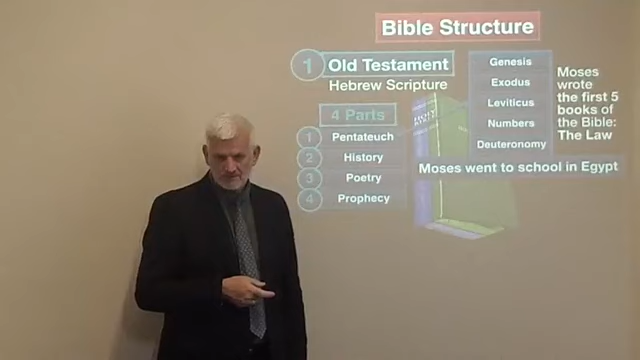 Bible Structure
1 Old Testament
Hebrew Scripture
4 Parts
1 Pentateuch
2 History
3 Poetry
4 Prophecy
Genesis
Exodus
Leviticus
Numbers
Deuteronomy
Moses
wrote
the first 5
books of
the Bible:
The Law
HOLY
BIBLE
Moses went to school in Egypt